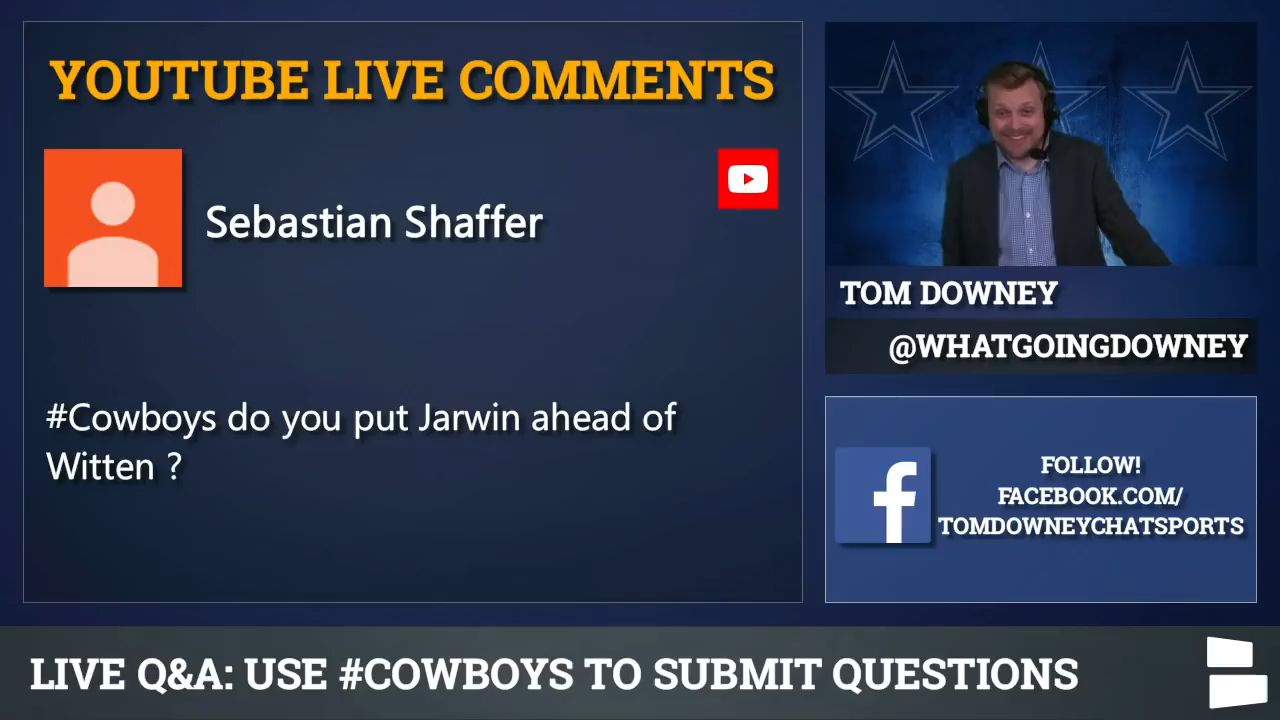 YOUTUBE LIVE COMMENTS
Sebastian Shaffer
#Cowboys do you put Jarwin ahead of
Witten ?
TOM DOWNEY
@WHATGOINGDOWNEY
FOLLOW!
FACEBOOK.COM/
TOMDOWNEYCHATSPORTS
LIVE Q&A: USE #COWBOYS TO SUBMIT QUESTIONS